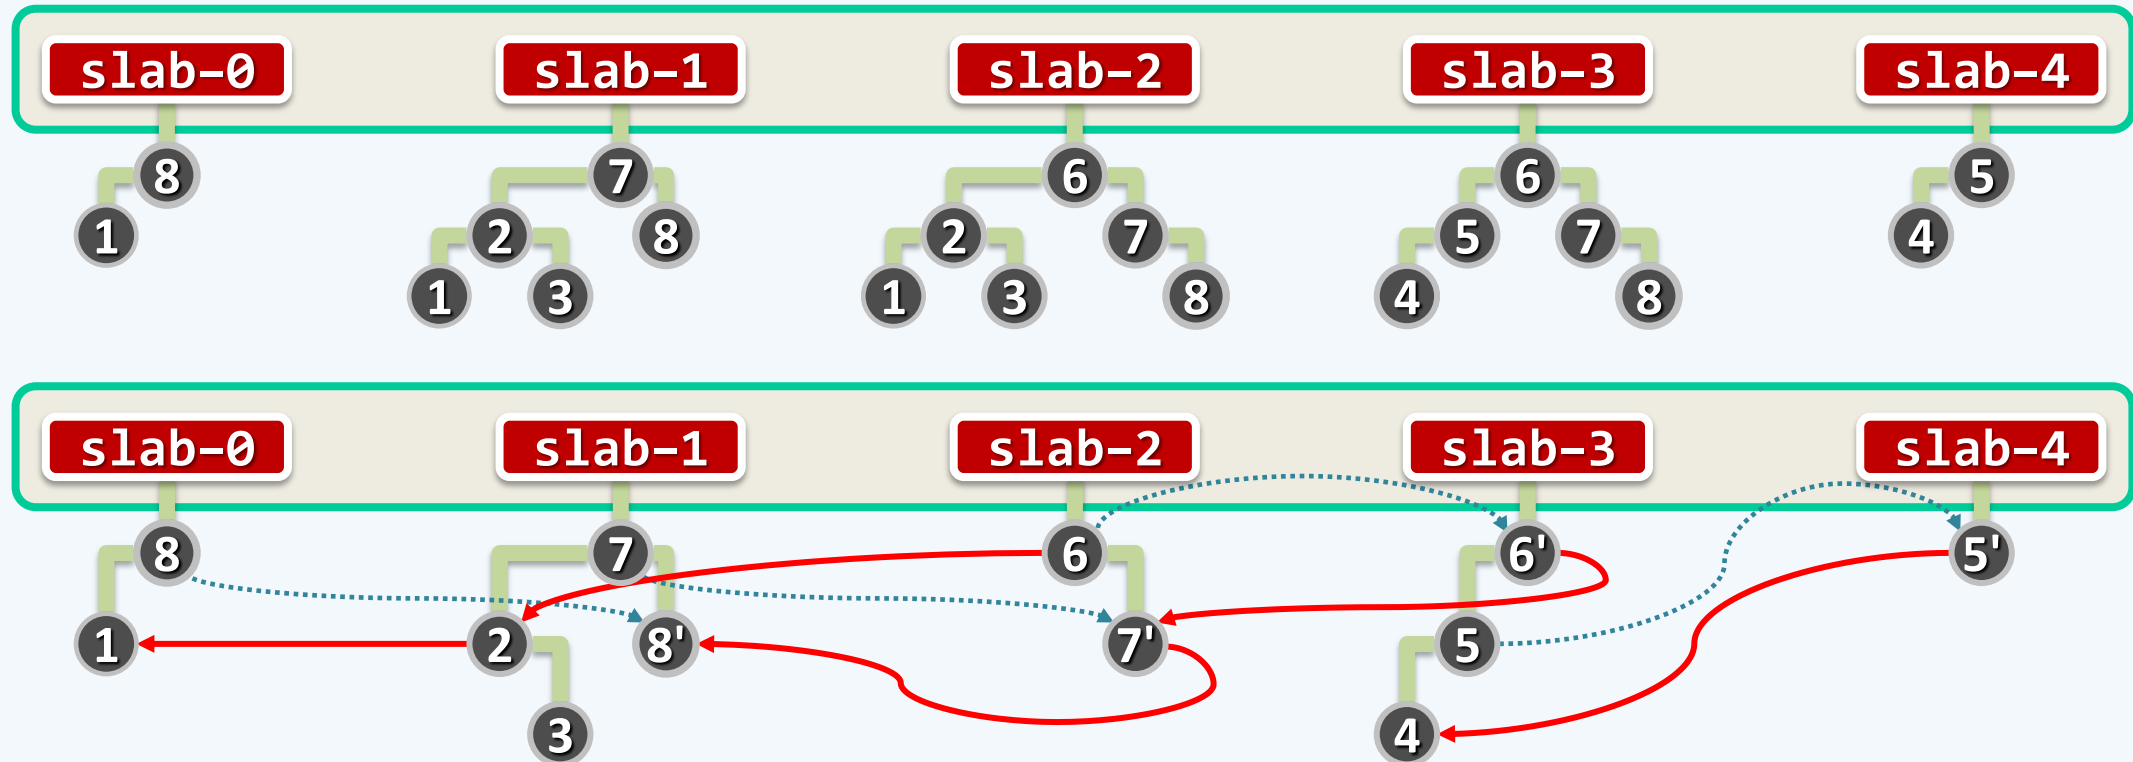 slab-0 slab-1 slab-2 slab-3 slab-4
8 7 6 6 5
1 2 8 2 7 5 7 4
1 3 1 3 8 4 8
slab-0 slab-1 slab-2 slab-3 slab-4
8 7 6 6' 5'
1 2 8' 7' 5
3 4